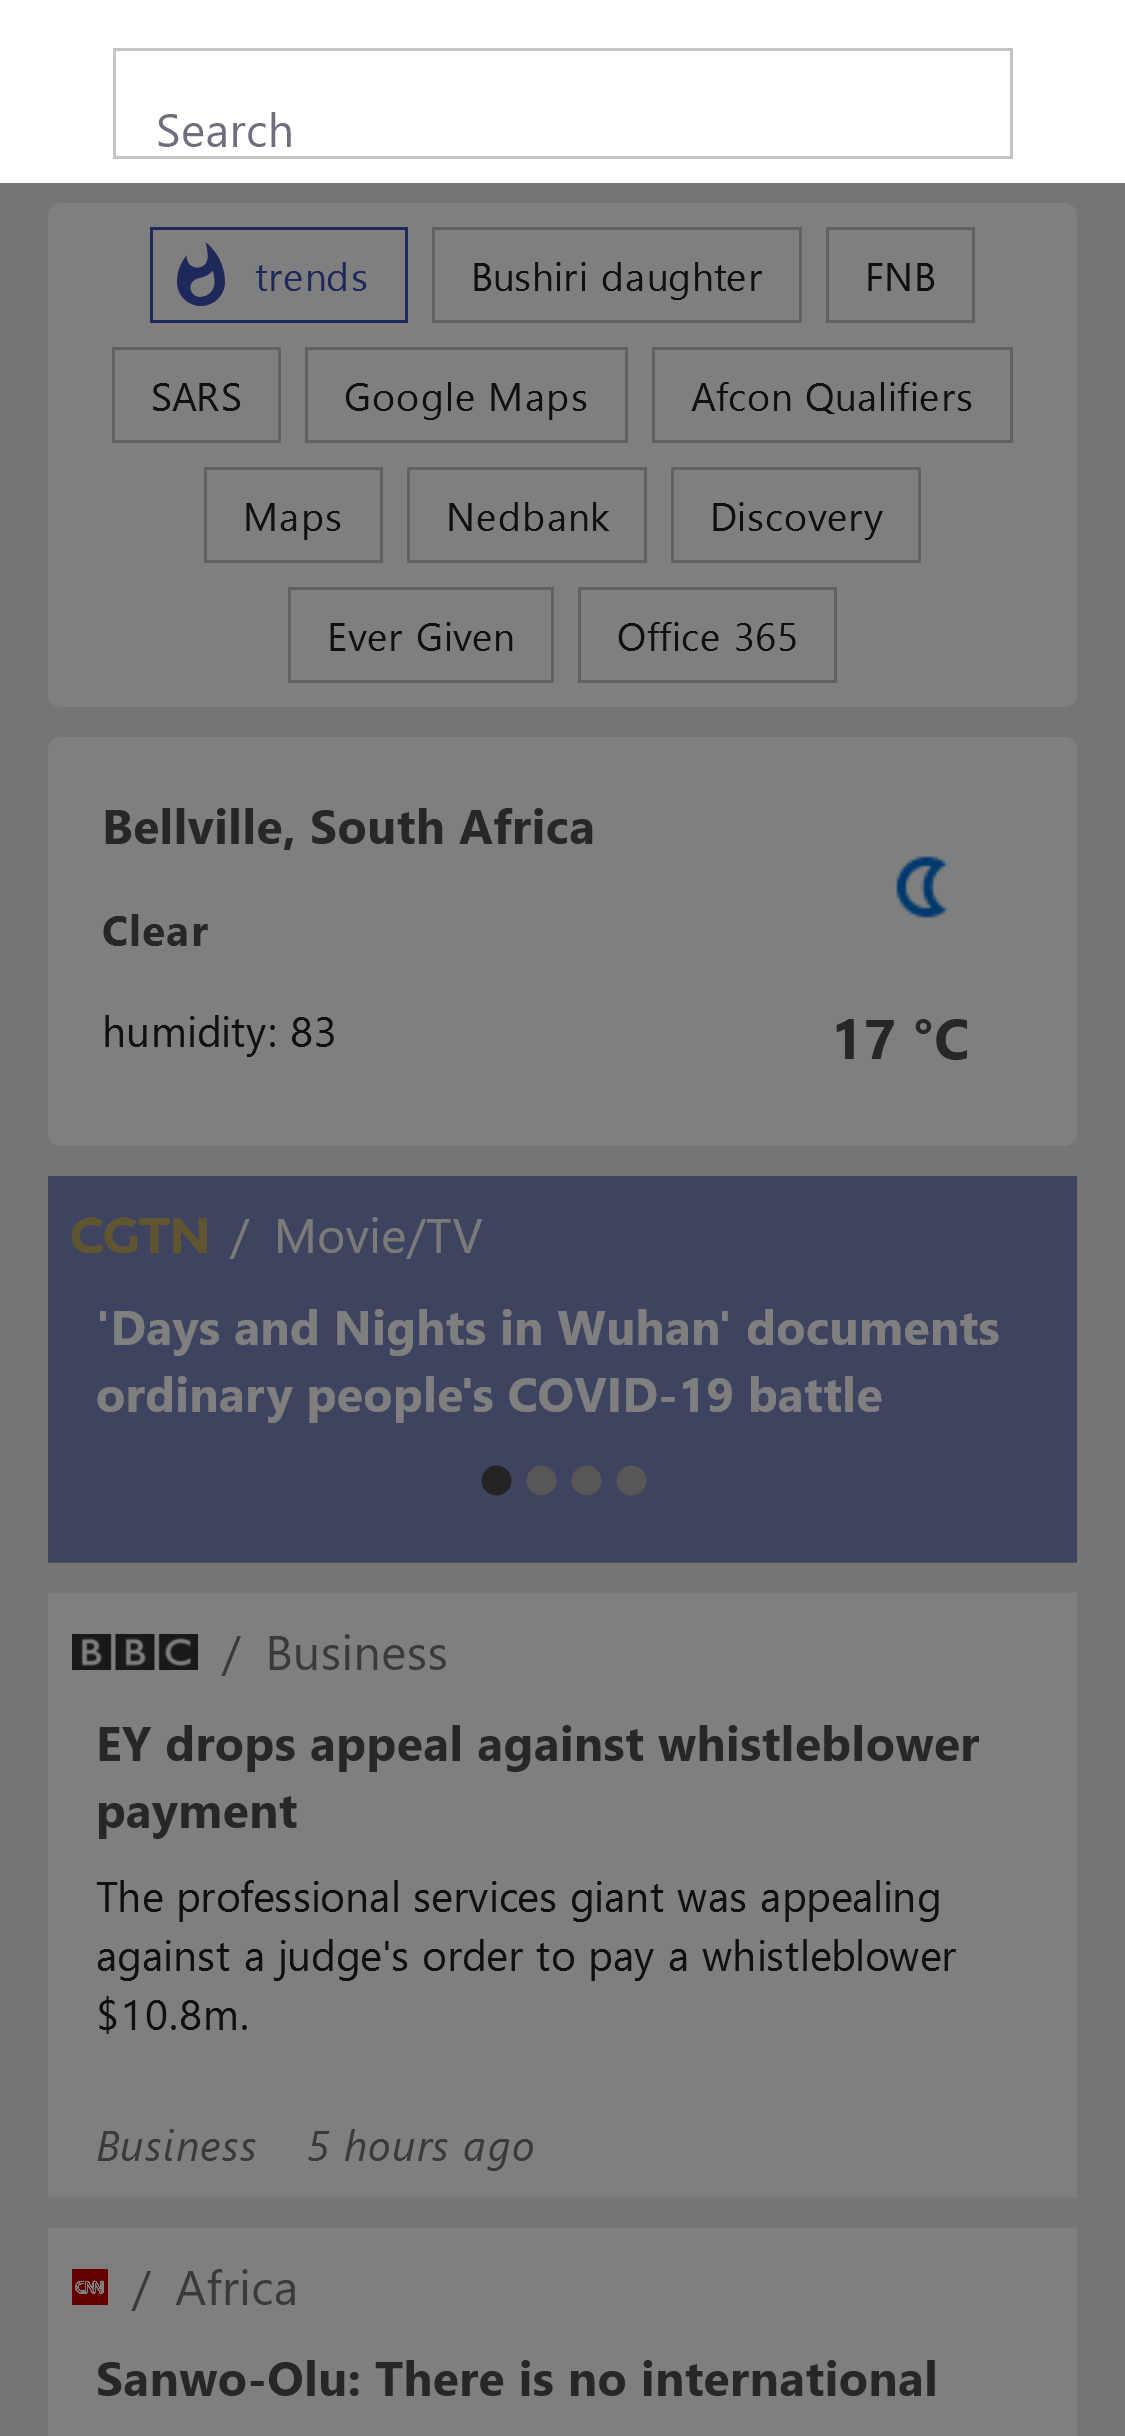 Search
trends Bushiri daughter FNB
SARS Google Maps Afcon Qualifiers
Maps Nedbank Discovery
Ever Given Office 365
Bellville, South Africa
Clear
humidity: 83 17 °C
CGTN / Movie/TV
'Days and Nights in Wuhan' documents
ordinary people's COVID-19 battle
BBC / Business
EY drops appeal against whistleblower
payment
The professional services giant was appealing
against a judge's order to pay a whistleblower
$10.8m.
Business 5 hours ago
CNN / Africa
Sanwo-Olu: There is no international